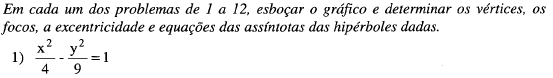 Em cada um dos problemas de 1 a 12, esboçar o gráfico e determinar os vértices, os
focos, a excentricidade e equações das assíntotas das hipérboles dadas.
1) x²/4 - y²/9 = 1